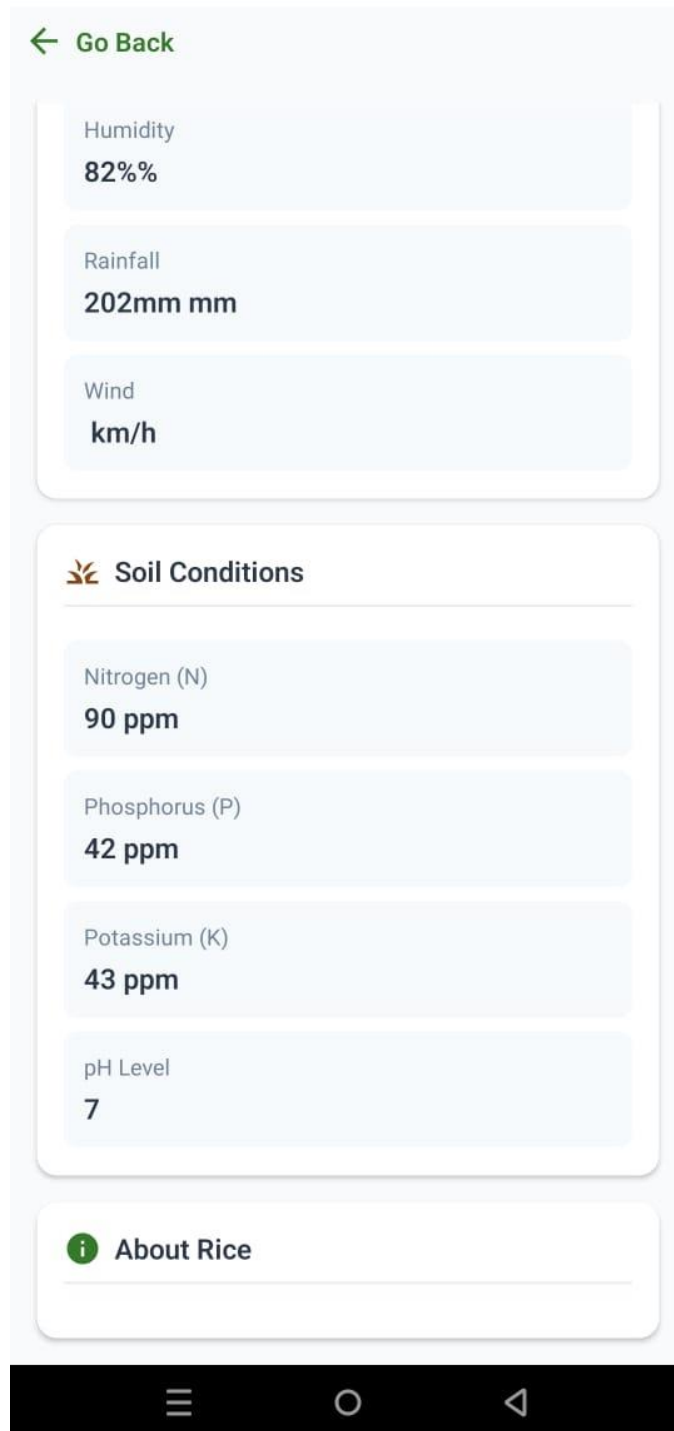 Go Back
Humidity
82%%
Rainfall
202mm mm
Wind
km/h
Soil Conditions
Nitrogen (N)
90 ppm
Phosphorus (P)
42 ppm
Potassium (K)
43 ppm
pH Level
7
About Rice